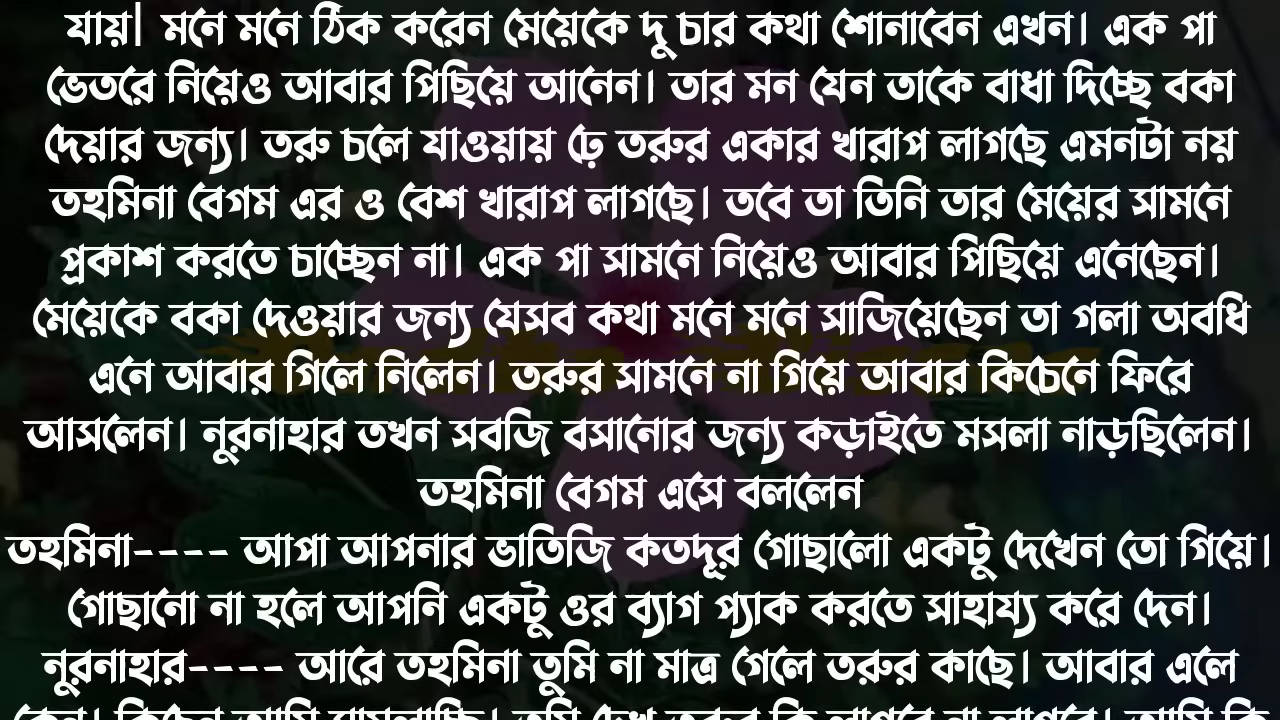 যায়| মনে মনে ঠিক করেন মেয়েকে দু চার কথা শোনাবেন এখন। এক পা
ভেতরে নিয়েও আবার পিছিয়ে আনেন। তার মন যেন তাকে বাধা দিচ্ছে বকা
দেয়ার জন্য। তরু চলে যাওয়ায় ঢে তরুর একার খারাপ লাগছে এমনটা নয়
তহমিনা বেগম এর ও বেশ খারাপ লাগছে। তবে তা তিনি তার মেয়ের সামনে
প্রকাশ করতে চাচ্ছেন না। এক পা সামনে নিয়েও আবার পিছিয়ে এনেছেন।
মেয়েকে বকা দেওয়ার জন্য যেসব কথা মনে মনে সাজিয়েছেন তা গলা অবধি
এনে আবার গিলে নিলেন। তরুর সামনে না গিয়ে আবার কিচেনে ফিরে
আসলেন। নুরনাহার তখন সবজি বসানোর জন্য কড়াইতে মসলা নাড়ছিলেন।
তহমিনা বেগম এসে বললেন
তহমিনা---- আপা আপনার ভাতিজি কতদূর গোছালো একটু দেখেন তো গিয়ে।
গোছানো না হলে আপনি একটু ওর ব্যাগ প্যাক করতে সাহায্য করে দেন।
নুরনাহার---- আরে তহমিনা তুমি না মাত্র গেলে তরুর কাছে। আবার এলে